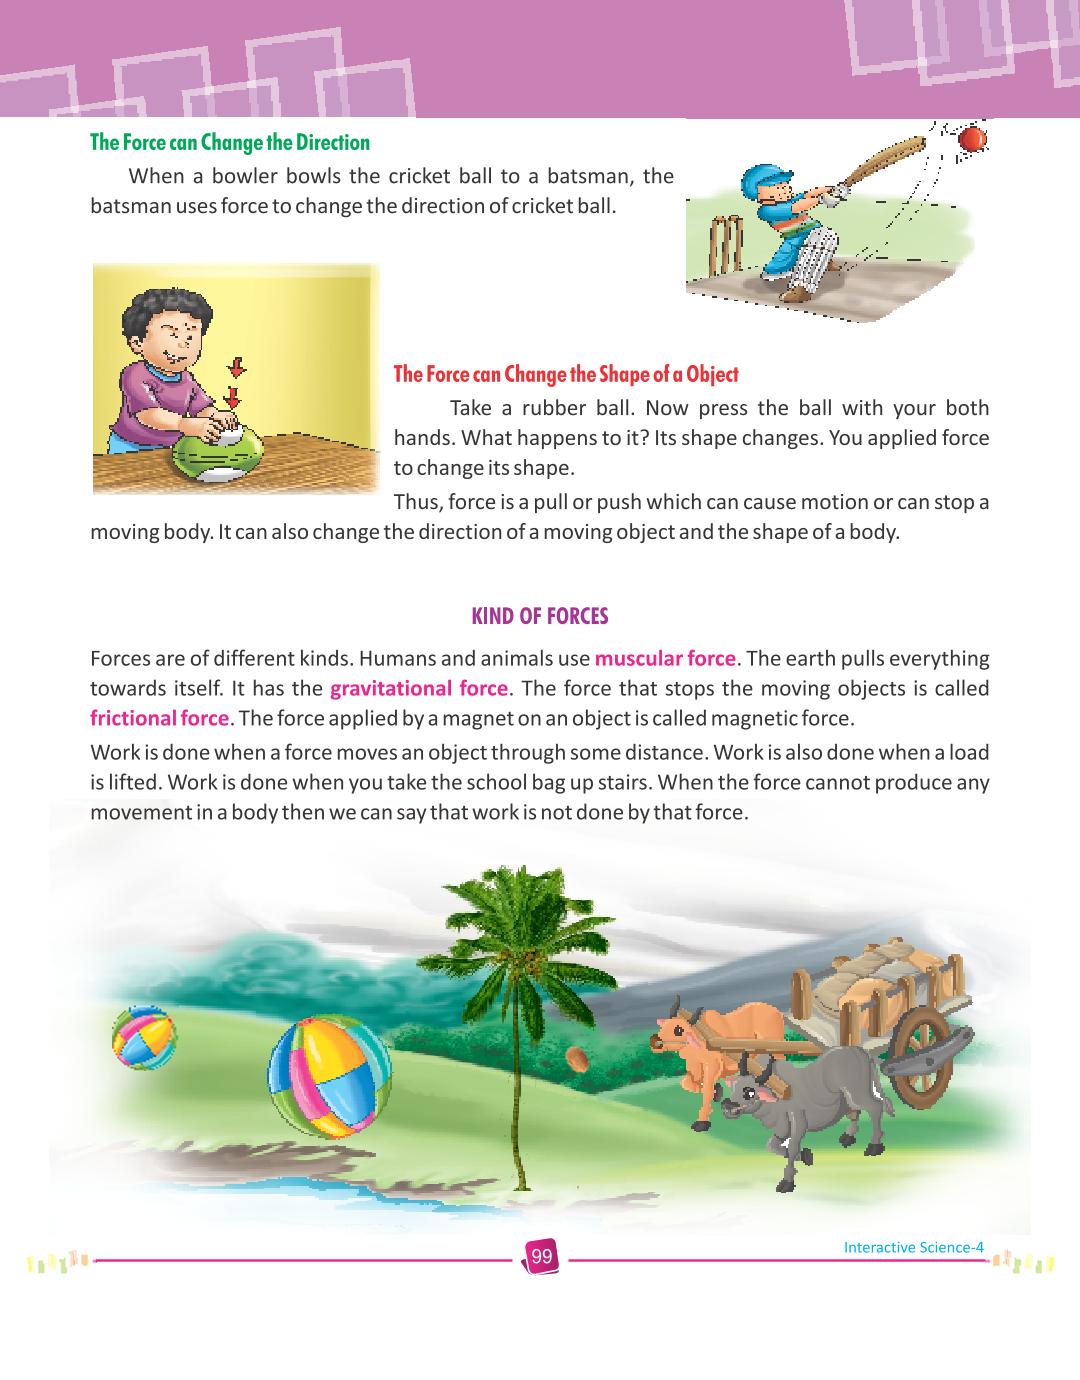 The Force can Change the Direction
When a bowler bowls the cricket ball to a batsman, the
batsman uses force to change the direction of cricket ball.
The Force can Change the Shape of a Object
Take a rubber ball. Now press the ball with your both
hands. What happens to it? Its shape changes. You applied force
to change its shape.
Thus, force is a pull or push which can cause motion or can stop a
moving body. It can also change the direction of a moving object and the shape of a body.
KIND OF FORCES
Forces are of different kinds. Humans and animals use muscular force. The earth pulls everything
towards itself. It has the gravitational force. The force that stops the moving objects is called
frictional force. The force applied by a magnet on an object is called magnetic force.
Work is done when a force moves an object through some distance. Work is also done when a load
is lifted. Work is done when you take the school bag up stairs. When the force cannot produce any
movement in a body then we can say that work is not done by that force.
Interactive Science-4
99